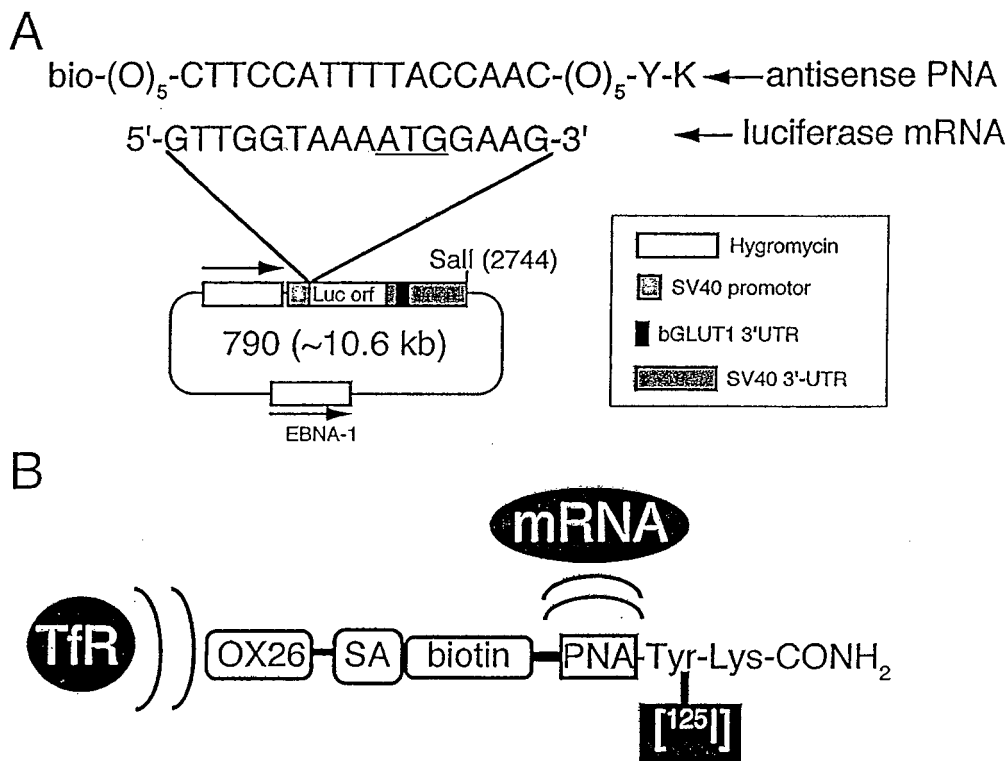 A
bio-(O)5-CTTCCATTTTACCAAC-(O)5-Y-K antisense PNA
5'-GTTGGTAAAATGGAAG-3' luciferase mRNA
SalI (2744)
Luc orf
790 (~10.6 kb)
EBNA-1
Hygromycin
SV40 promotor
bGLUT1 3'UTR
SV40 3'-UTR
B
mRNA
TfR OX26 SA biotin PNA-Tyr-Lys-CONH2
[125I]